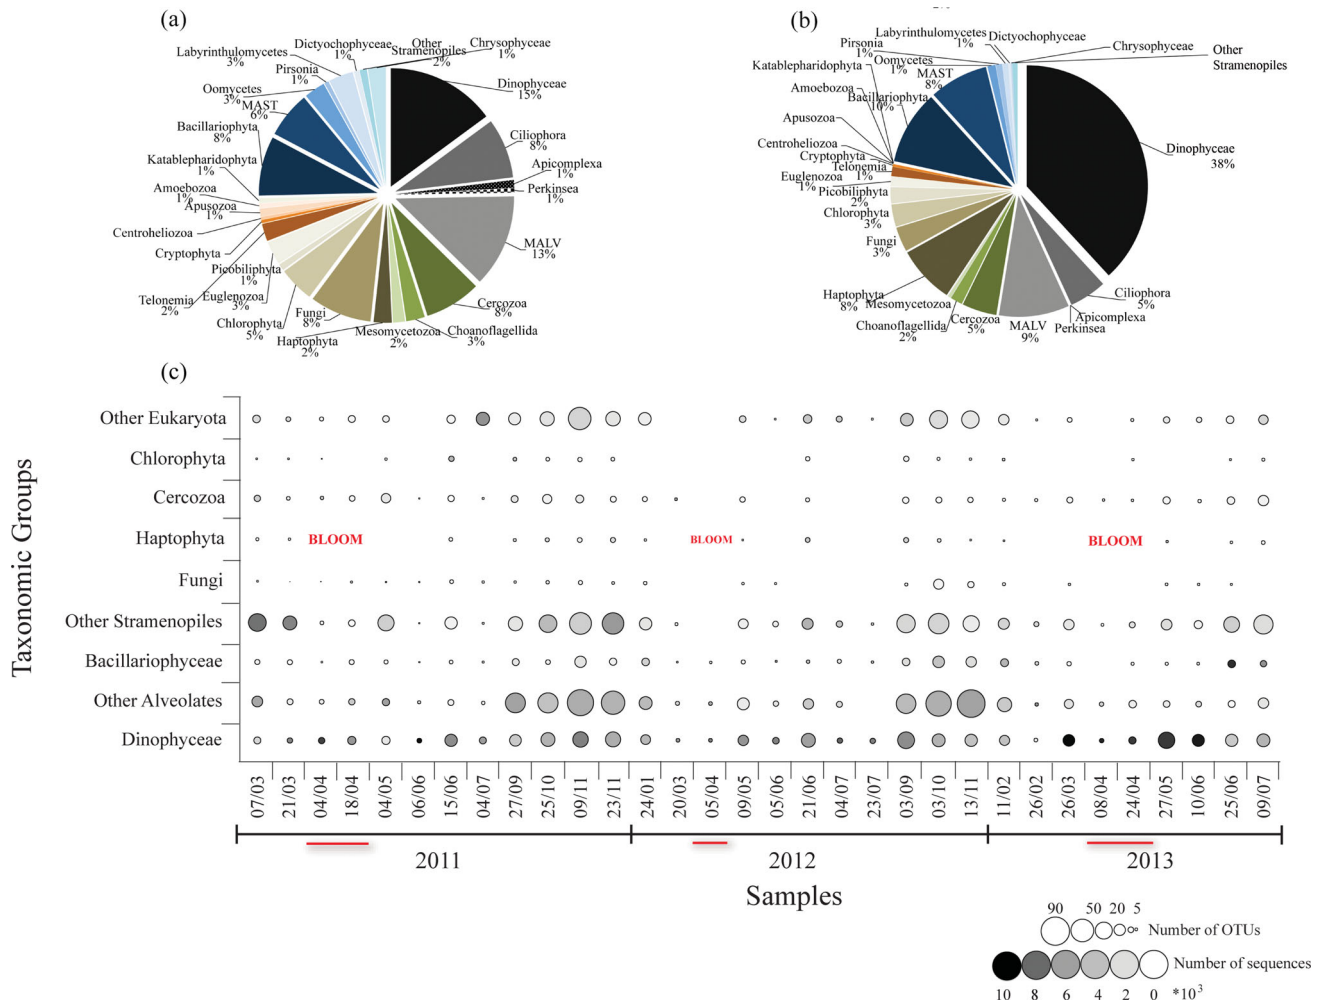 (a)
Dictyochophyceae
1%
Other
Stramenopiles
2%
Chrysophyceae
1%
Labyrinthulomycetes
3%
Pirsonia
1%
Oomycetes
3%
MAST
6%
Bacillariophyta
8%
Katablepharidophyta
1%
Amoebozoa
1%
Apusozoa
1%
Centroheliozoa
Cryptophyta
Picobiliphyta
1%
Telonemia
2%
Euglenozoa
3%
Chlorophyta
5%
Fungi
8%
Haptophyta
2%
Mesomycetozoa
2%
Choanoflagellida
3%
Cercozoa
8%
MALV
13%
Perkinsea
1%
Apicomplexa
1%
Ciliophora
8%
Dinophyceae
15%
(b)
Labyrinthulomycetes
1%
Dictyochophyceae
Chrysophyceae
Other
Stramenopiles
Pirsonia
1%
Oomycetes
1%
MAST
8%
Katablepharidophyta
Amoebozoa
Bacillariophyta
10%
Apusozoa
Centroheliozoa
Cryptophyta
Telonemia
1%
Euglenozoa
1%
Picobiliphyta
2%
Chlorophyta
3%
Fungi
3%
Haptophyta
8%
Mesomycetozoa
Choanoflagellida
2%
Cercozoa
5%
MALV
9%
Perkinsea
Apicomplexa
Ciliophora
5%
Dinophyceae
38%
(c)
Taxonomic Groups
Other Eukaryota
Chlorophyta
Cercozoa
Haptophyta
BLOOM BLOOM BLOOM
Fungi
Other Stramenopiles
Bacillariophyceae
Other Alveolates
Dinophyceae
07/03 21/03 04/04 18/04 04/05 06/06 15/06 04/07 27/09 25/10 09/11 23/11 24/01 20/03 05/04 09/05 05/06 21/06 04/07 23/07 03/09 03/10 13/11 11/02 26/02 26/03 08/04 24/04 27/05 10/06 25/06 09/07
2011 2012 2013
Samples
90 50 20 5
Number of OTUs
Number of sequences
10 8 6 4 2 0 *10³